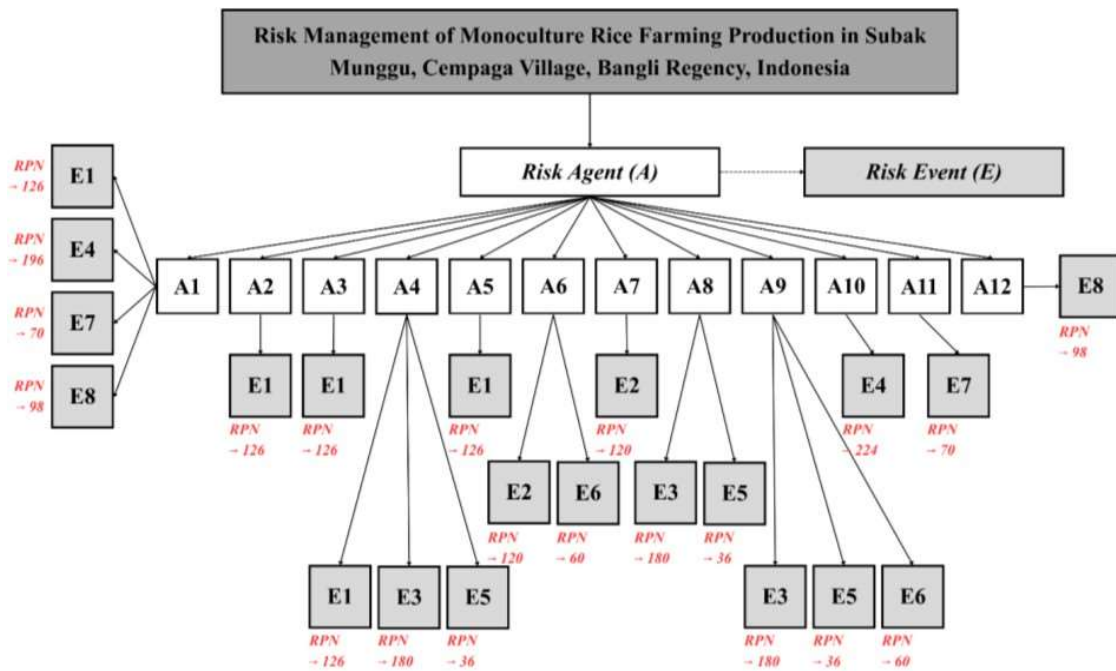 Risk Management of Monoculture Rice Farming Production in Subak
Munggu, Cempaga Village, Bangli Regency, Indonesia
Risk Agent (A)
Risk Event (E)
RPN
→ 126
E1
RPN
→ 196
E4
RPN
→ 70
E7
RPN
→ 98
E8
A1
A2
A3
A4
A5
A6
A7
A8
A9
A10
A11
A12
E8
RPN
→ 98
E1
RPN
→ 126
E1
RPN
→ 126
E1
RPN
→ 126
E2
RPN
→ 120
E4
RPN
→ 224
E7
RPN
→ 70
E2
RPN
→ 120
E6
RPN
→ 60
E3
RPN
→ 180
E5
RPN
→ 36
E1
RPN
→ 126
E3
RPN
→ 180
E5
RPN
→ 36
E3
RPN
→ 180
E5
RPN
→ 36
E6
RPN
→ 60